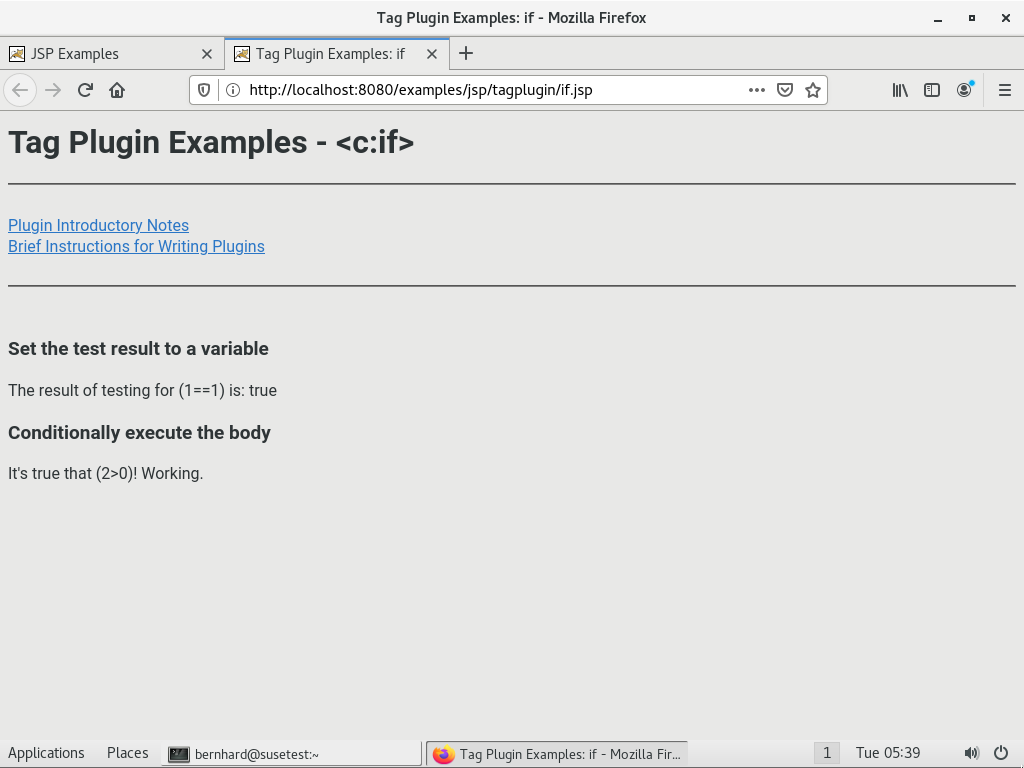 Tag Plugin Examples: if - Mozilla Firefox
JSP Examples
Tag Plugin Examples: if
http://localhost:8080/examples/jsp/tagplugin/if.jsp
Tag Plugin Examples - <c:if>
Plugin Introductory Notes
Brief Instructions for Writing Plugins
Set the test result to a variable
The result of testing for (1==1) is: true
Conditionally execute the body
It's true that (2>0)! Working.
Applications Places bernhard@susetest:~ Tag Plugin Examples: if - Mozilla Fir... 1 Tue 05:39